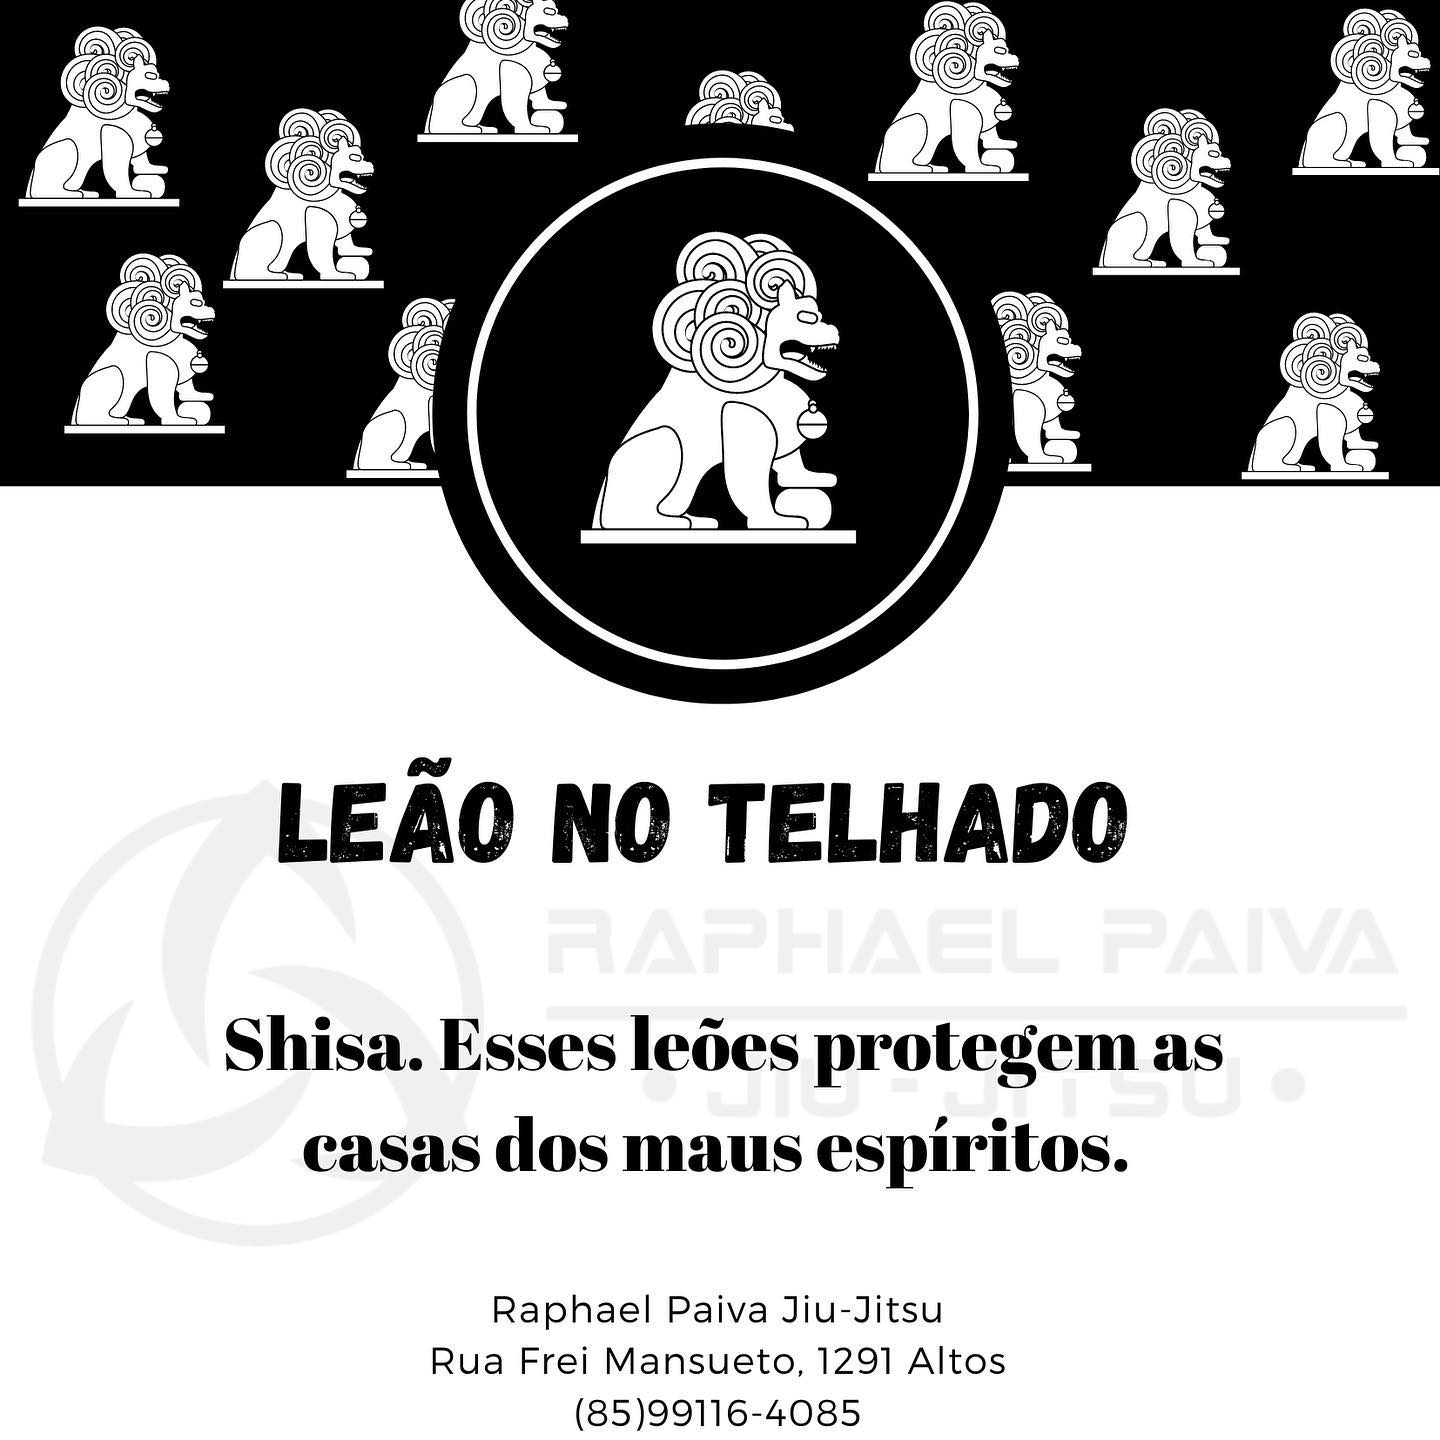 LEÃO NO TELHADO
RAPHAEL PAIVA
Shisa. Esses leões protegem as
• JIU-JITSU •
casas dos maus espíritos.
Raphael Paiva Jiu-Jitsu
Rua Frei Mansueto, 1291 Altos
(85)99116-4085